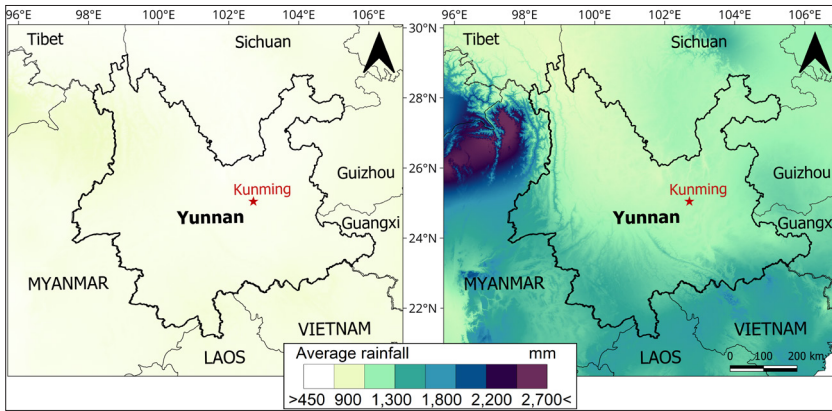 96°E 98° 100° 102° 104° 106°E
96°E 98° 100° 102° 104° 106°E
30°N
28°N
26°N
24°N
22°N
Tibet
Sichuan
Guizhou
Kunming
Yunnan
Guangxi
MYANMAR
VIETNAM
LAOS
Tibet
Sichuan
Guizhou
Kunming
Yunnan
Guangxi
MYANMAR
VIETNAM
LAOS
0 100 200 km
Average rainfall mm
>450 900 1,300 1,800 2,200 2,700<